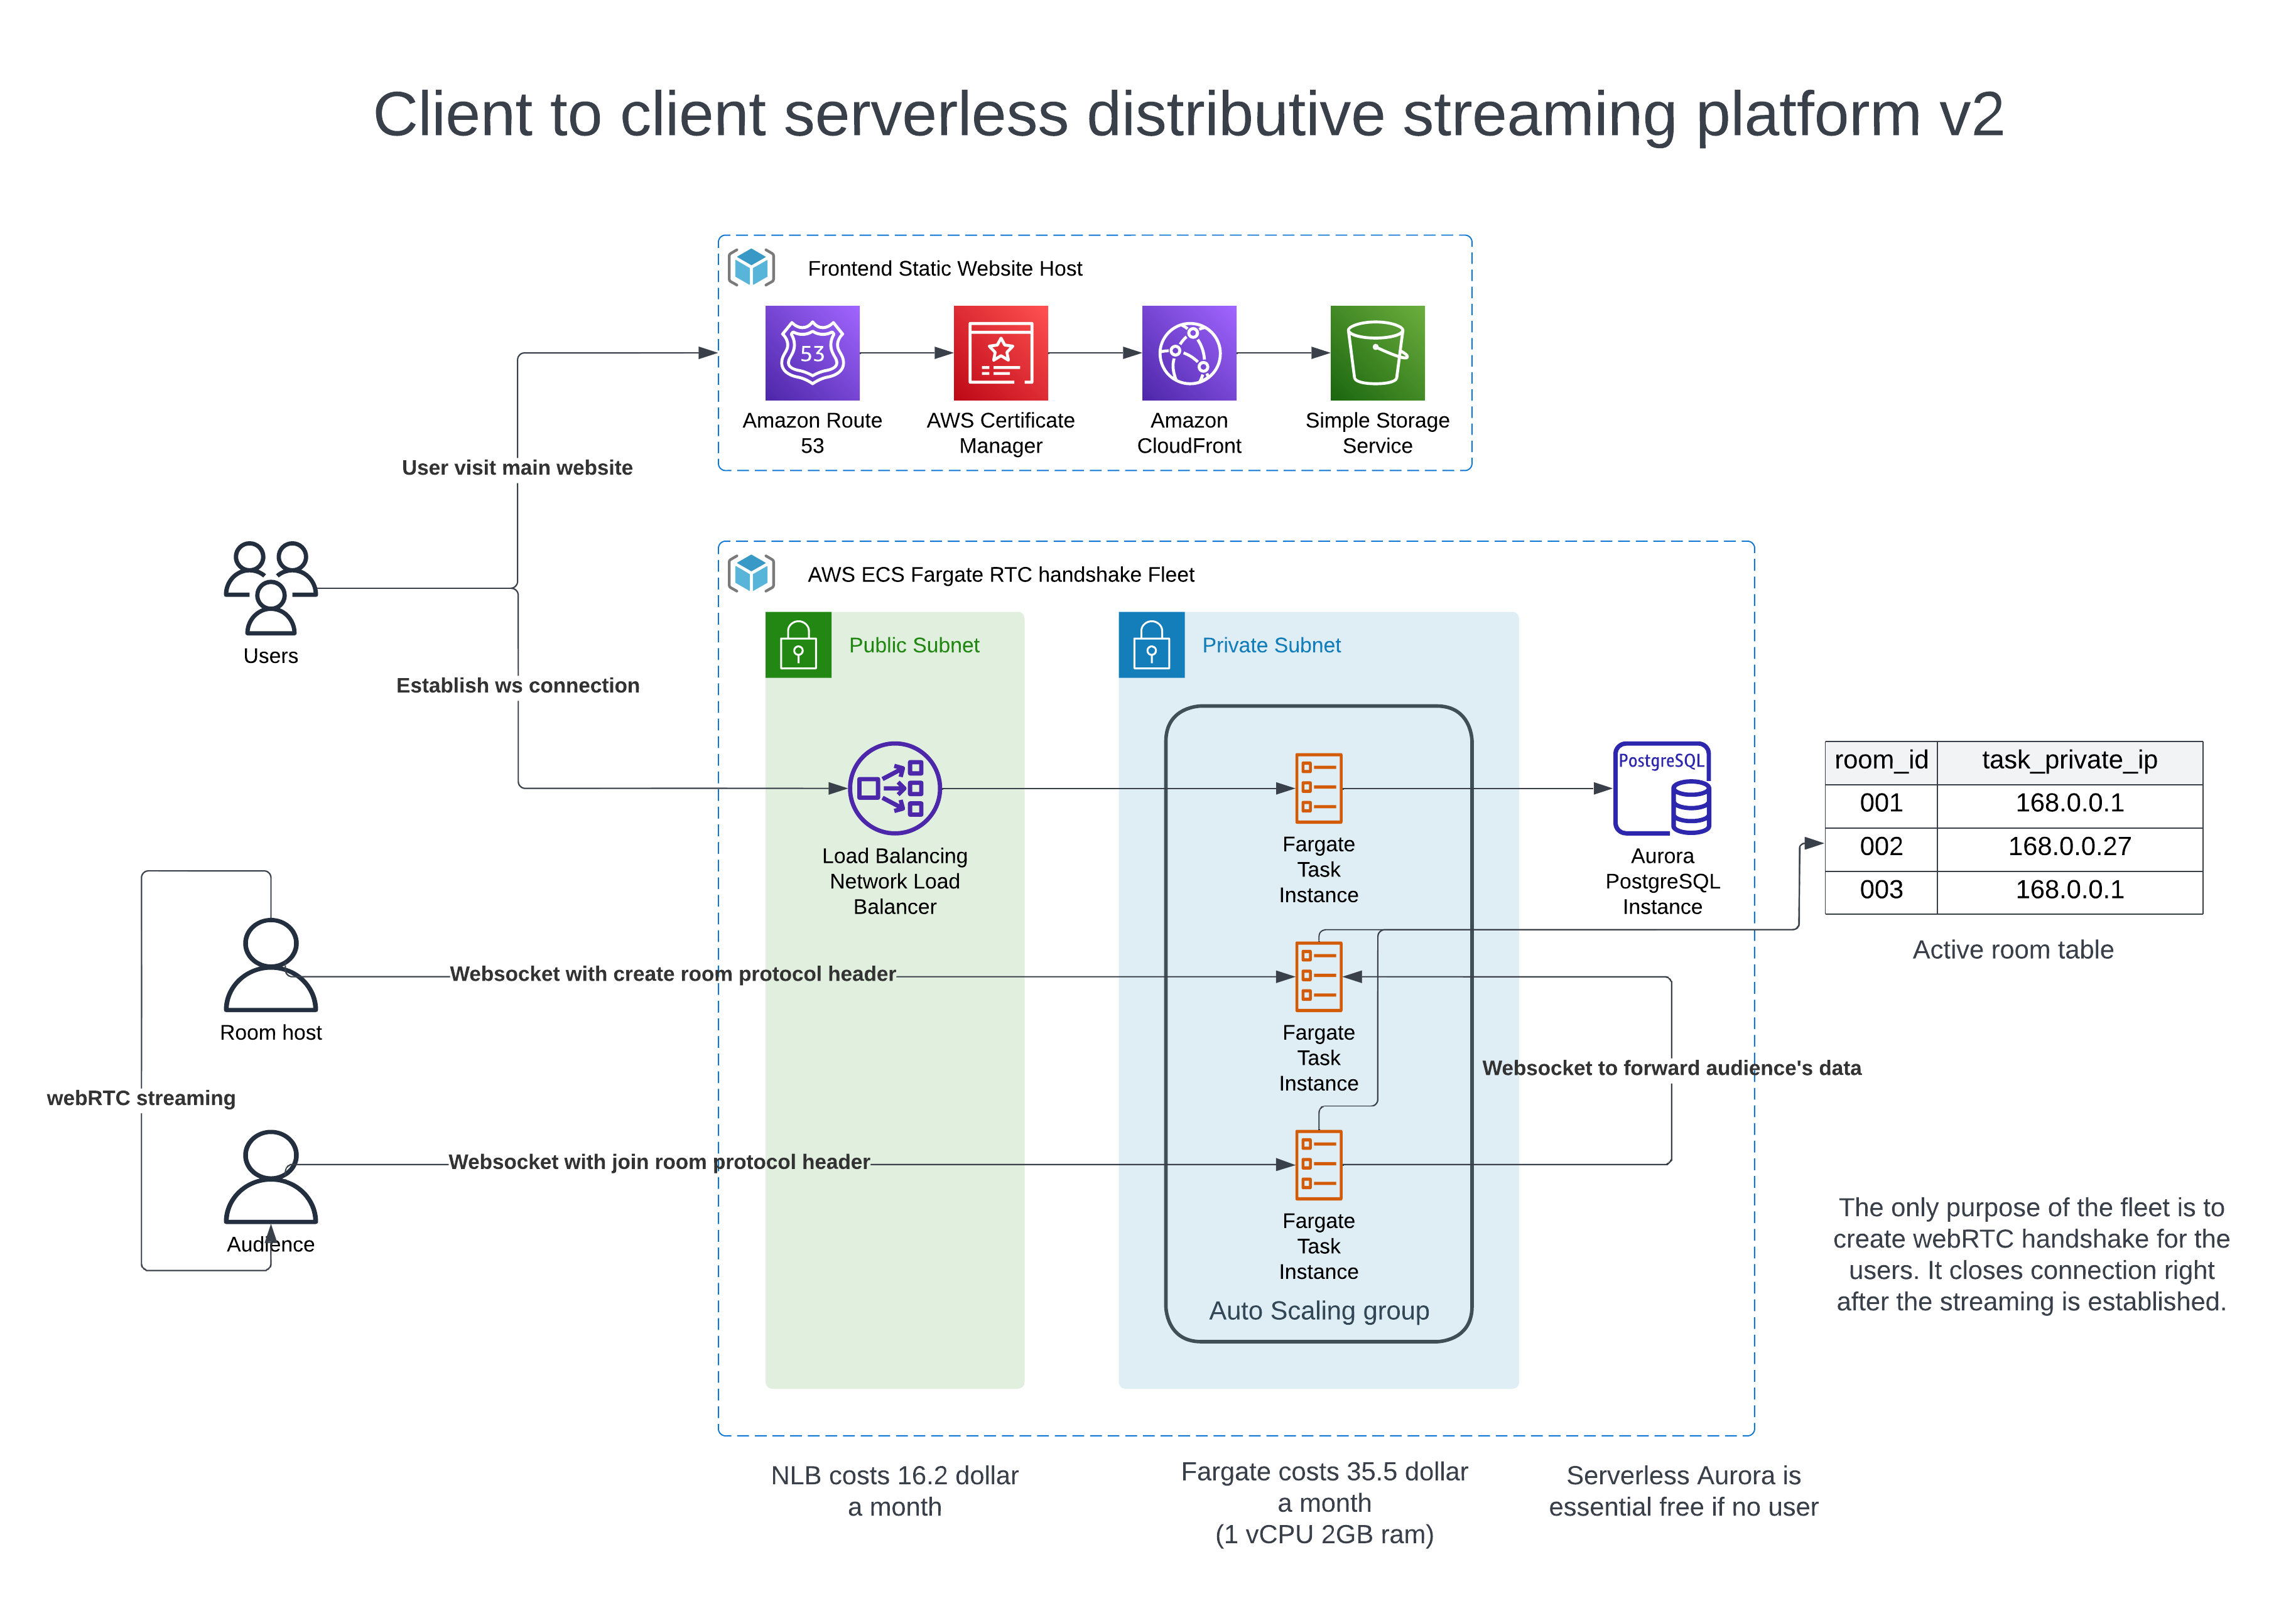 Client to client serverless distributive streaming platform v2
Frontend Static Website Host
53
Amazon Route
53
AWS Certificate
Manager
Amazon
CloudFront
Simple Storage
Service
User visit main website
Users
Establish ws connection
AWS ECS Fargate RTC handshake Fleet
Public Subnet
Private Subnet
Load Balancing
Network Load
Balancer
Fargate
Task
Instance
PostgreSQL
Aurora
PostgreSQL
Instance
room_id task_private_ip
001 168.0.0.1
002 168.0.0.27
003 168.0.0.1
Active room table
Websocket with create room protocol header
Room host
Fargate
Task
Instance
Websocket to forward audience's data
webRTC streaming
Websocket with join room protocol header
Audience
Fargate
Task
Instance
Auto Scaling group
The only purpose of the fleet is to
create webRTC handshake for the
users. It closes connection right
after the streaming is established.
NLB costs 16.2 dollar
a month
Fargate costs 35.5 dollar
a month
(1 vCPU 2GB ram)
Serverless Aurora is
essential free if no user